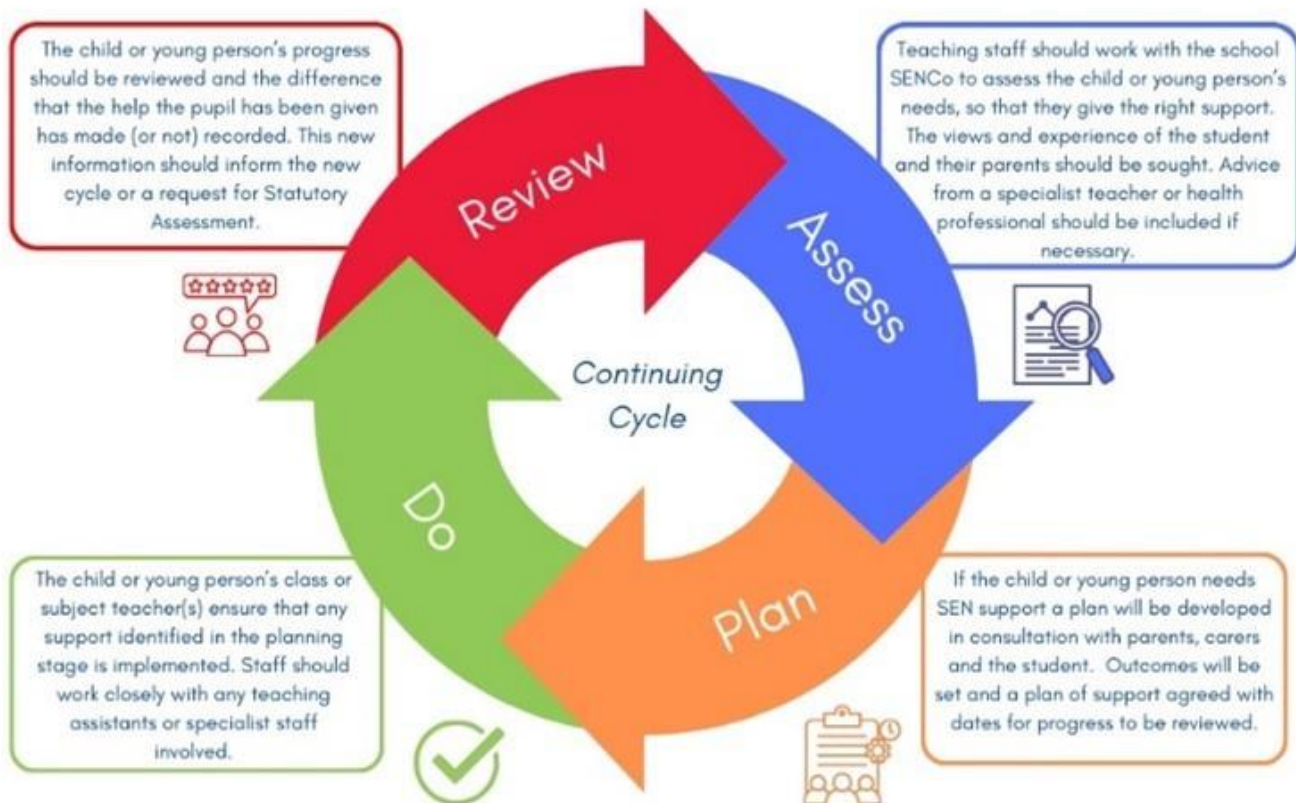 The child or young person's progress
should be reviewed and the difference
that the help the pupil has been given
has made (or not) recorded. This new
information should inform the new
cycle or a request for Statutory
Assessment.
Teaching staff should work with the school
SENCo to assess the child or young person's
needs, so that they give the right support.
The views and experience of the student
and their parents should be sought. Advice
from a specialist teacher or health
professional should be included if
necessary.
Review
Assess
Continuing
Cycle
Do
Plan
The child or young person's class or
subject teacher(s) ensure that any
support identified in the planning
stage is implemented. Staff should
work closely with any teaching
assistants or specialist staff
involved.
If the child or young person needs
SEN support a plan will be developed
in consultation with parents, carers
and the student. Outcomes will be
set and a plan of support agreed with
dates for progress to be reviewed.